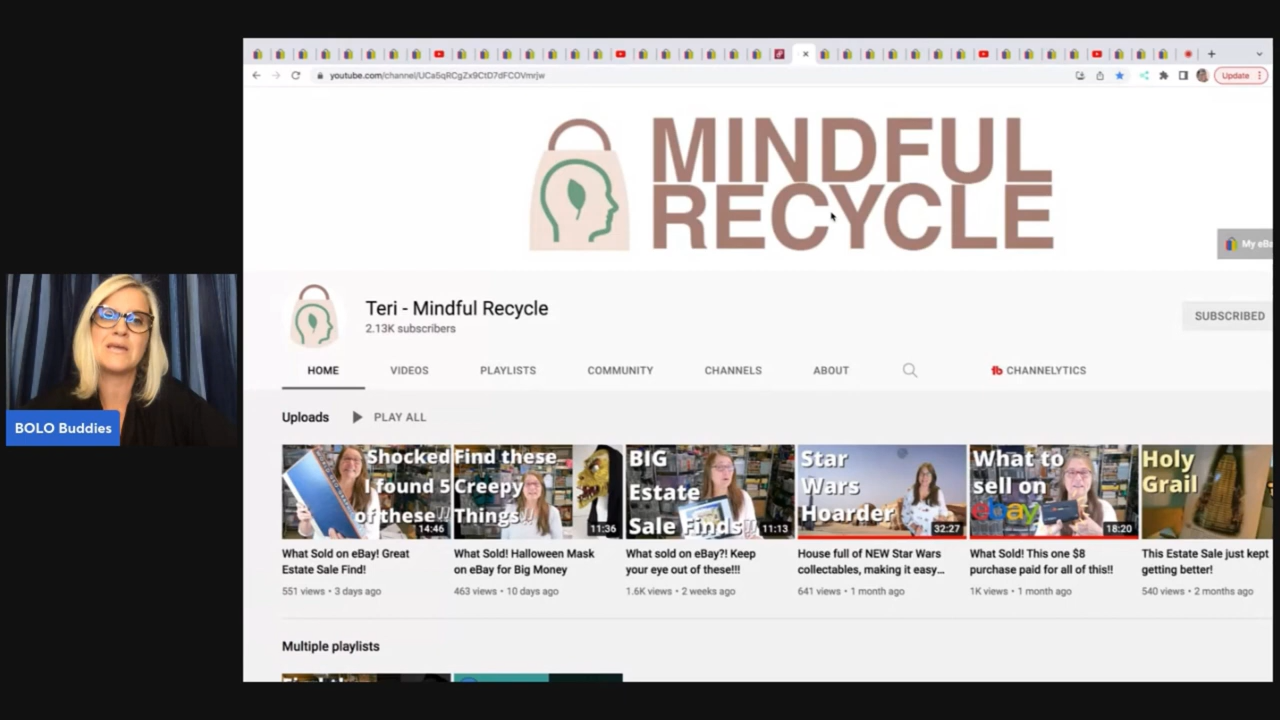 youtube.com/channel/UCa5qRCgZx9CtD7dFCOVmrjw
Update
MINDFUL
RECYCLE
My eBa
Teri - Mindful Recycle
2.13K subscribers
SUBSCRIBED
HOME
VIDEOS
PLAYLISTS
COMMUNITY
CHANNELS
ABOUT
CHANNELYTICS
BOLO Buddies
Uploads
PLAY ALL
Shocked
I found 5
of these!!
14:46
Find these
Creepy
Things!!
11:36
BIG
Estate
Sale Finds!!
11:13
Star
Wars
Hoarder
32:27
What to
sell on
ebay
18:20
Holy
Grail
What Sold on eBay! Great
Estate Sale Find!
551 views • 3 days ago
What Sold! Halloween Mask
on eBay for Big Money
463 views • 10 days ago
What sold on eBay?! Keep
your eye out of these!!!
1.6K views • 2 weeks ago
House full of NEW Star Wars
collectables, making it easy...
641 views • 1 month ago
What Sold! This one $8
purchase paid for all of this!!
1K views • 1 month ago
This Estate Sale just kept
getting better!
540 views • 2 months ago
Multiple playlists